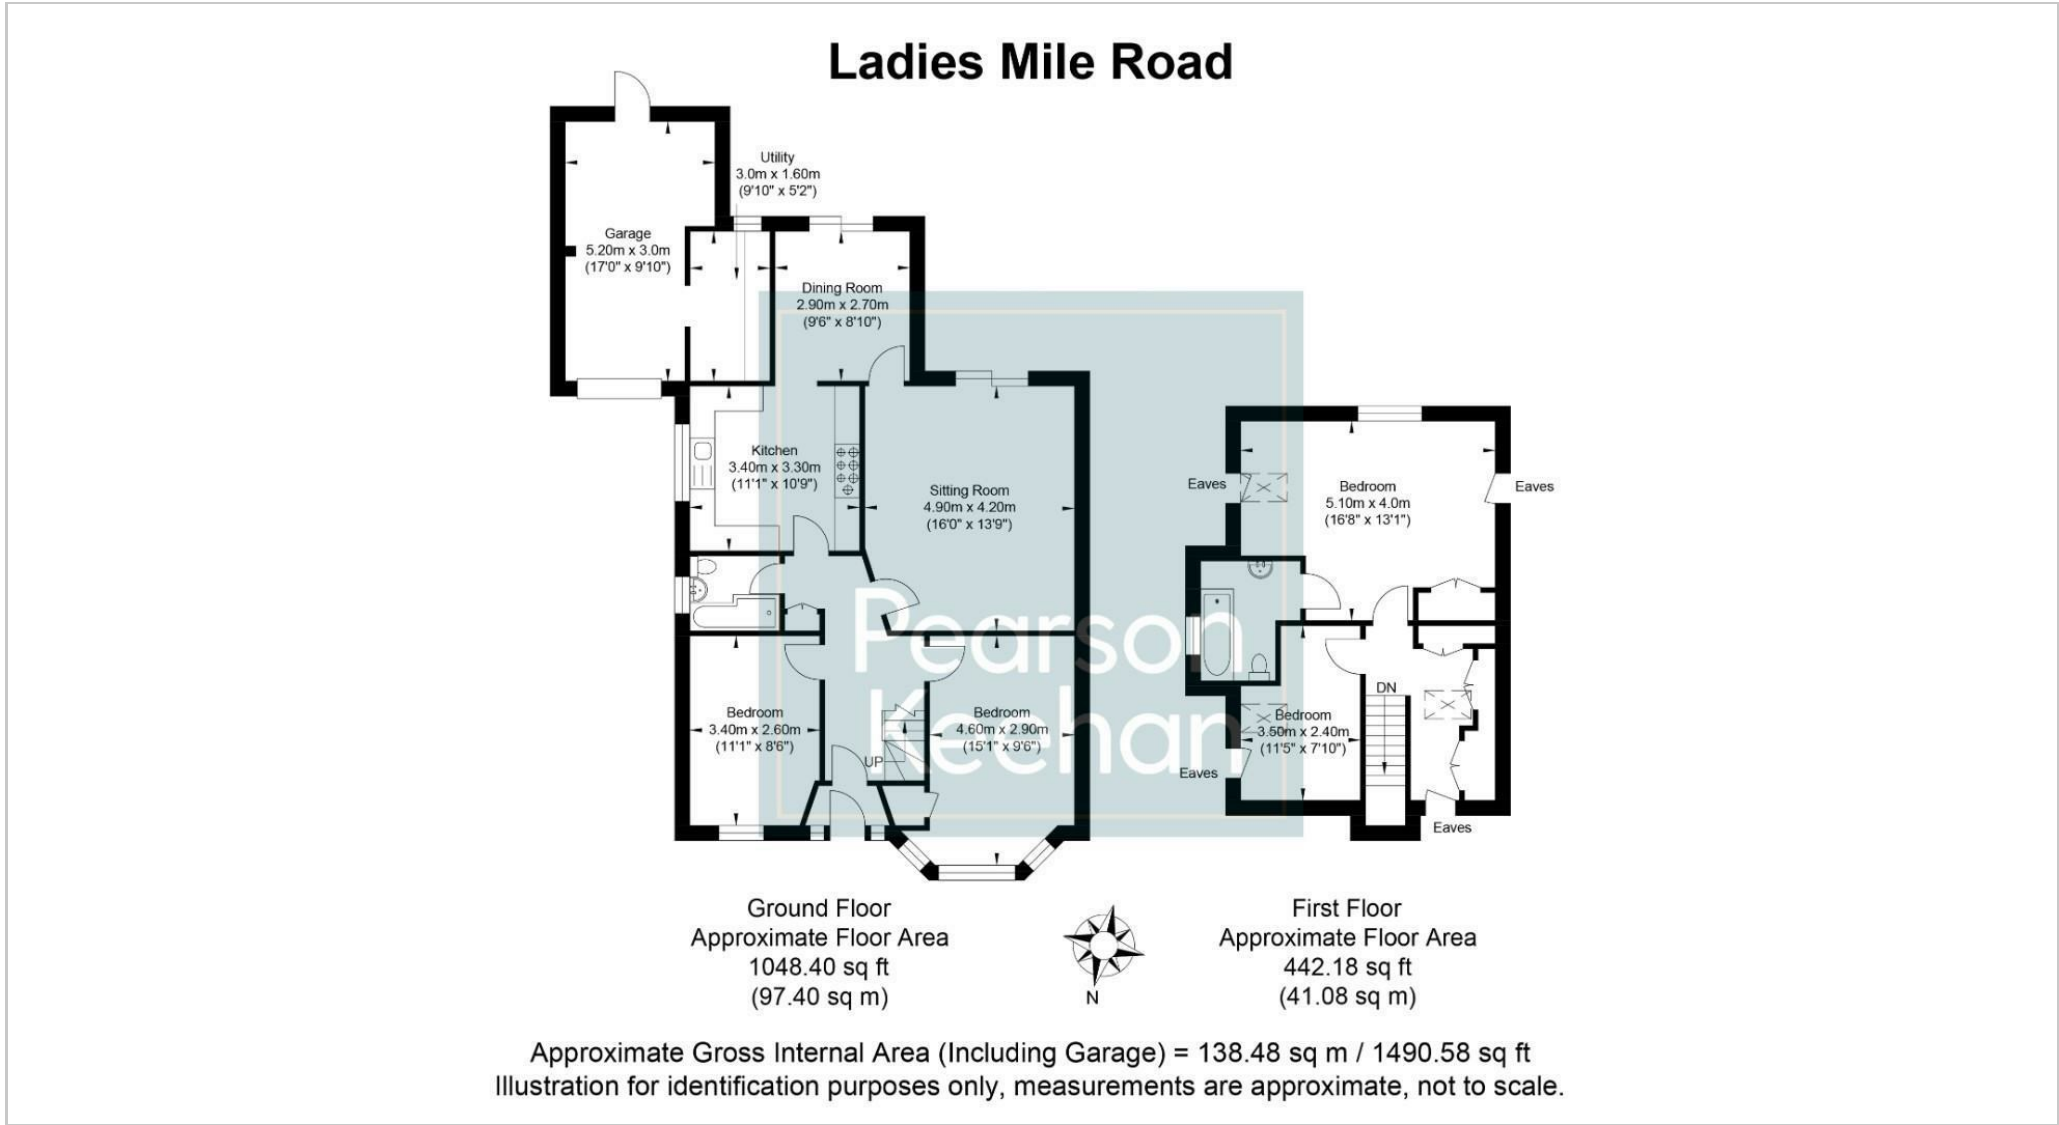 Ladies Mile Road
Utility
3.0m x 1.60m
(9'10" x 5'2")
Garage
5.20m x 3.0m
(17'0" x 9'10")
Dining Room
2.90m x 2.70m
(9'6" x 8'10")
Kitchen
3.40m x 3.30m
(11'1" x 10'9")
Sitting Room
4.90m x 4.20m
(16'0" x 13'9")
Bedroom
3.40m x 2.60m
(11'1" x 8'6")
UP
Bedroom
4.60m x 2.90m
(15'1" x 9'6")
Pearson
Keehan
Eaves
Bedroom
5.10m x 4.0m
(16'8" x 13'1")
Eaves
DN
Bedroom
3.50m x 2.40m
(11'5" x 7'10")
Eaves
Eaves
Ground Floor
Approximate Floor Area
1048.40 sq ft
(97.40 sq m)
N
First Floor
Approximate Floor Area
442.18 sq ft
(41.08 sq m)
Approximate Gross Internal Area (Including Garage) = 138.48 sq m / 1490.58 sq ft
Illustration for identification purposes only, measurements are approximate, not to scale.